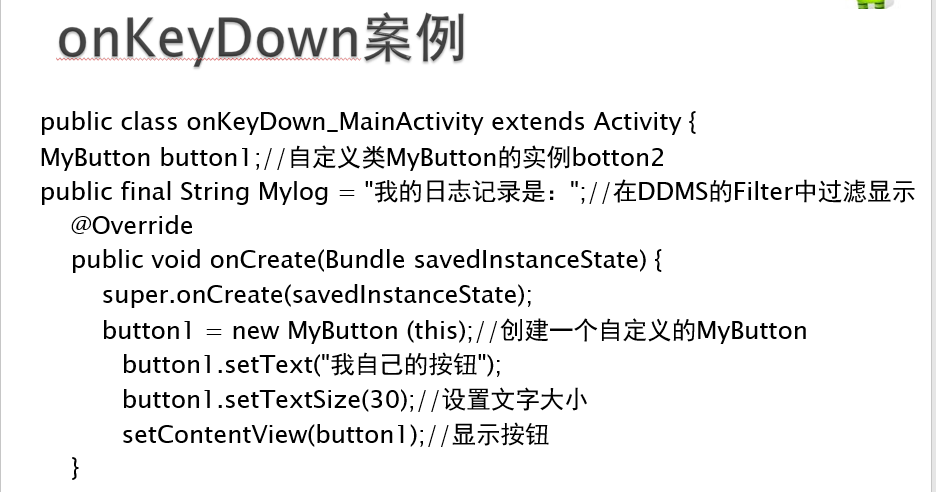 onKeyDown案例
public class onKeyDown_MainActivity extends Activity {
MyButton button1;//自定义类MyButton的实例botton2
public final String Mylog = "我的日志记录是：";//在DDMS的Filter中过滤显示
@Override
public void onCreate(Bundle savedInstanceState) {
super.onCreate(savedInstanceState);
button1 = new MyButton (this);//创建一个自定义的MyButton
button1.setText("我自己的按钮");
button1.setTextSize(30);//设置文字大小
setContentView(button1);//显示按钮
}